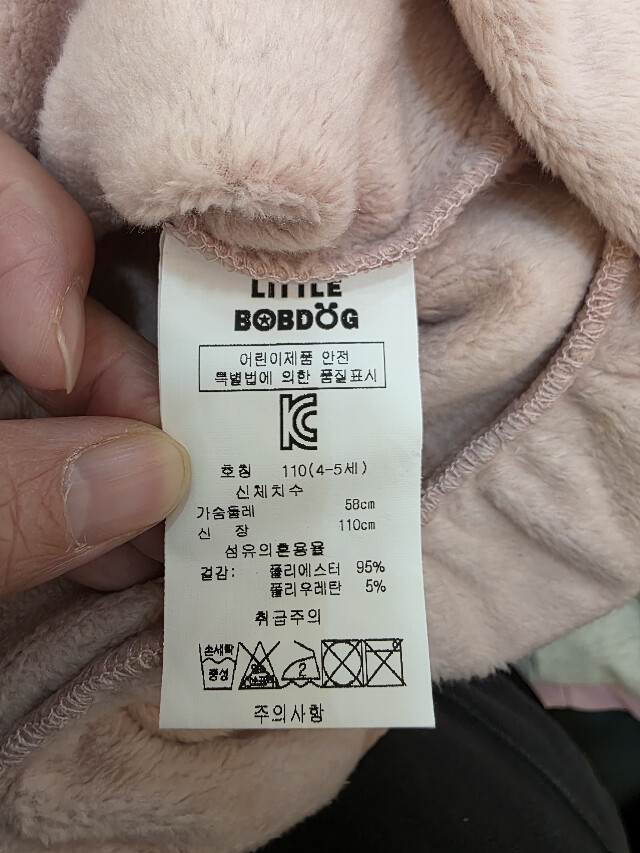 LITTLE
BOBDOG
어린이제품 안전
특별법에 의한 품질표시
호칭 110(4-5세)
신체치수
가슴둘레 58cm
신 장 110cm
섬유의혼용율
겉감: 폴리에스터 95%
폴리우레탄 5%
취급주의
손세탁
중성
2
주의사항